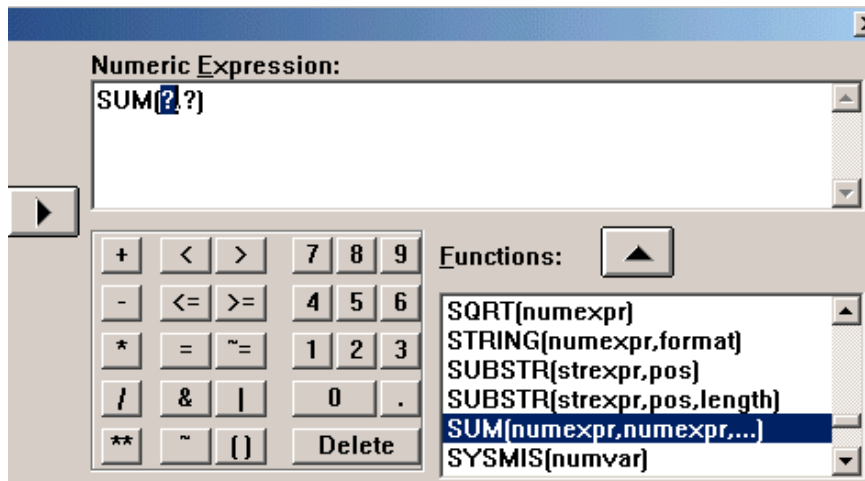 Numeric Expression:
SUM(?,?)
+ < > 7 8 9
- <= >= 4 5 6
* = ~= 1 2 3
/ & | 0 .
** ~ () Delete
Functions:
SQRT(numexpr)
STRING(numexpr,format)
SUBSTR(strexpr,pos)
SUBSTR(strexpr,pos,length)
SUM(numexpr,numexpr,...)
SYSMIS(numvar)